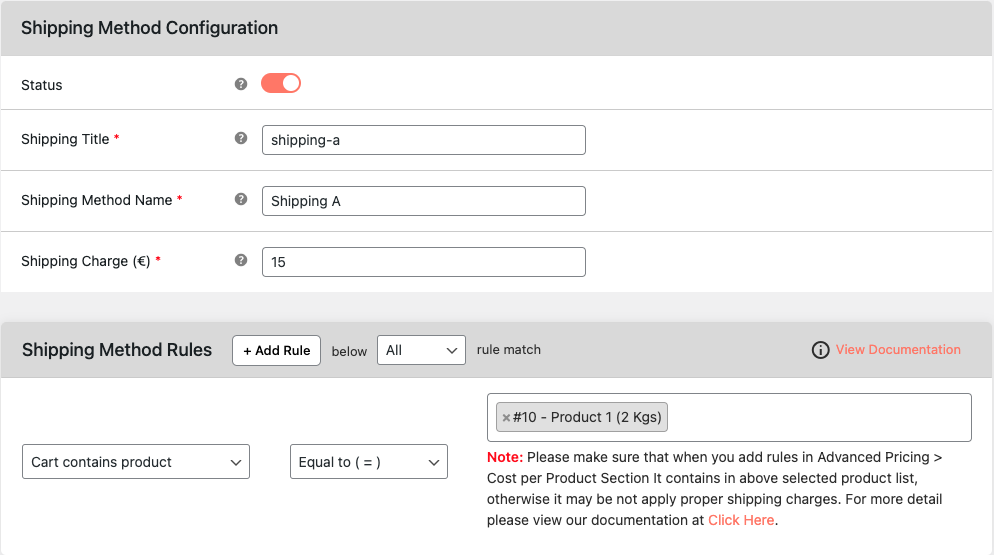 Shipping Method Configuration
Status ?
Shipping Title * ? shipping-a
Shipping Method Name * ? Shipping A
Shipping Charge (€) * ? 15
Shipping Method Rules + Add Rule below All rule match View Documentation
×#10 - Product 1 (2 Kgs)
Cart contains product Equal to ( = )
Note: Please make sure that when you add rules in Advanced Pricing >
Cost per Product Section It contains in above selected product list,
otherwise it may be not apply proper shipping charges. For more detail
please view our documentation at Click Here.